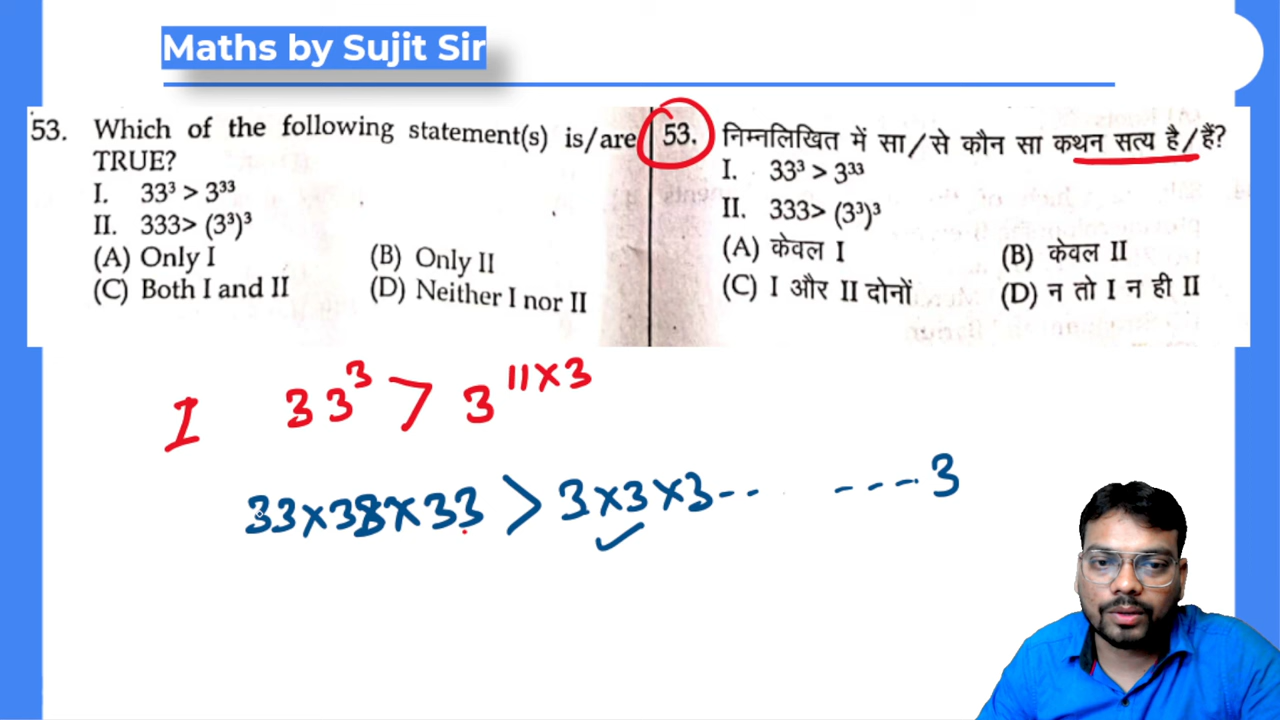 Maths by Sujit Sir
53. Which of the following statement(s) is/are
TRUE?
I. 33³ > 3³³
II. 333> (3³)³
(A) Only I (B) Only II
(C) Both I and II (D) Neither I nor II
53. निम्नलिखित में सा/से कौन सा कथन सत्य है/हैं?
I. 33³ > 3³³
II. 333> (3³)³
(A) केवल I (B) केवल II
(C) I और II दोनों (D) न तो I न ही II
I 33³ > 3¹¹ˣ³
33×38×33 > 3×3×3-- ---3